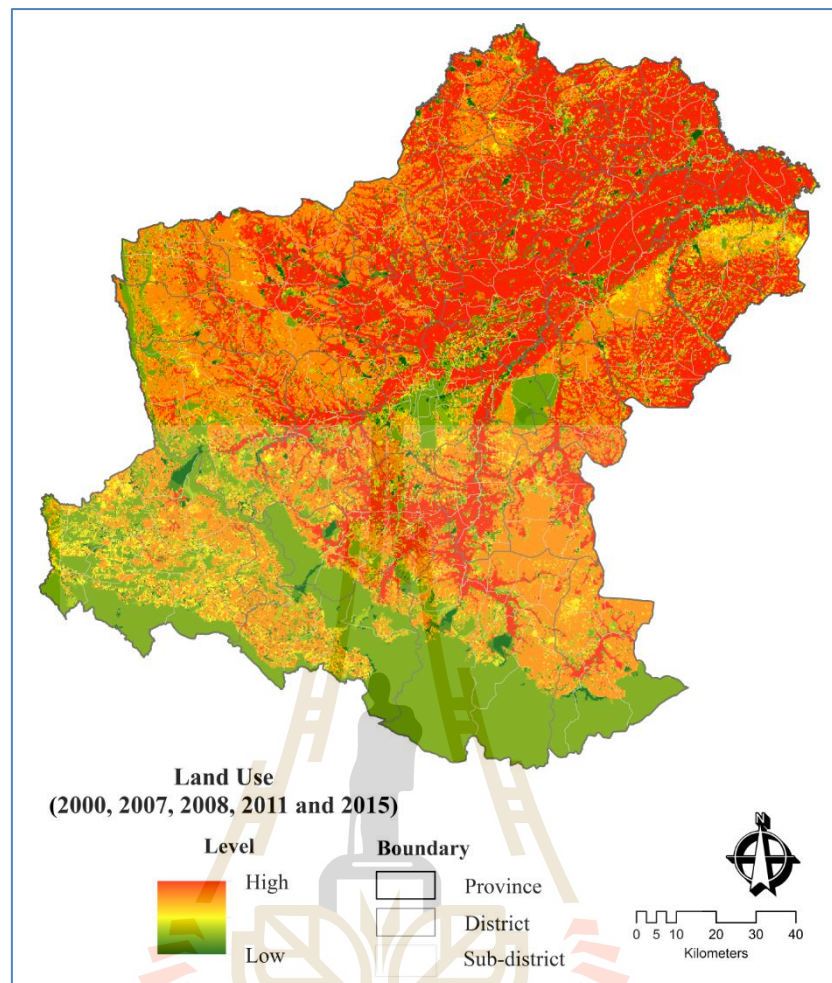 N
Land Use
(2000, 2007, 2008, 2011 and 2015)
Level
High
Low
Boundary
Province
District
Sub-district
0 5 10 20 30 40
Kilometers